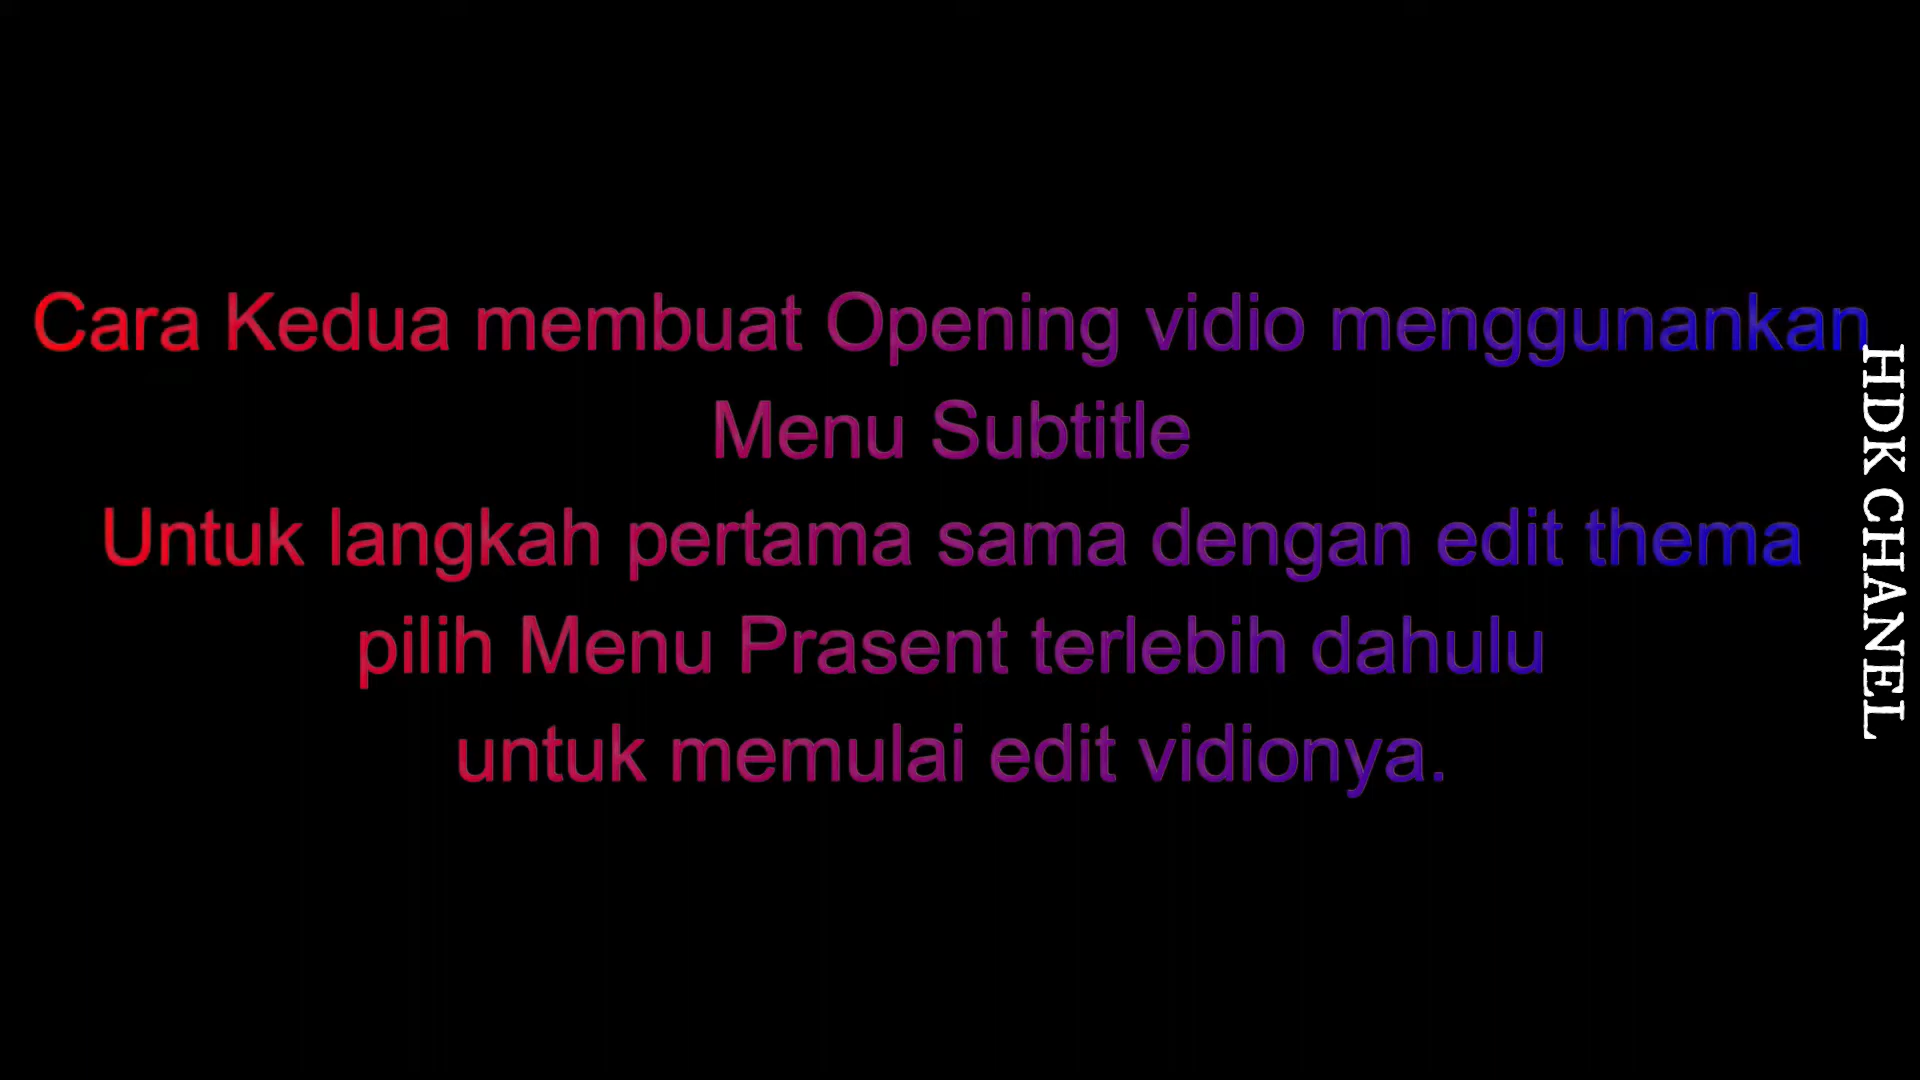 Cara Kedua membuat Opening vidio menggunankan
Menu Subtitle
Untuk langkah pertama sama dengan edit thema
pilih Menu Prasent terlebih dahulu
untuk memulai edit vidionya.
HDK CHANEL